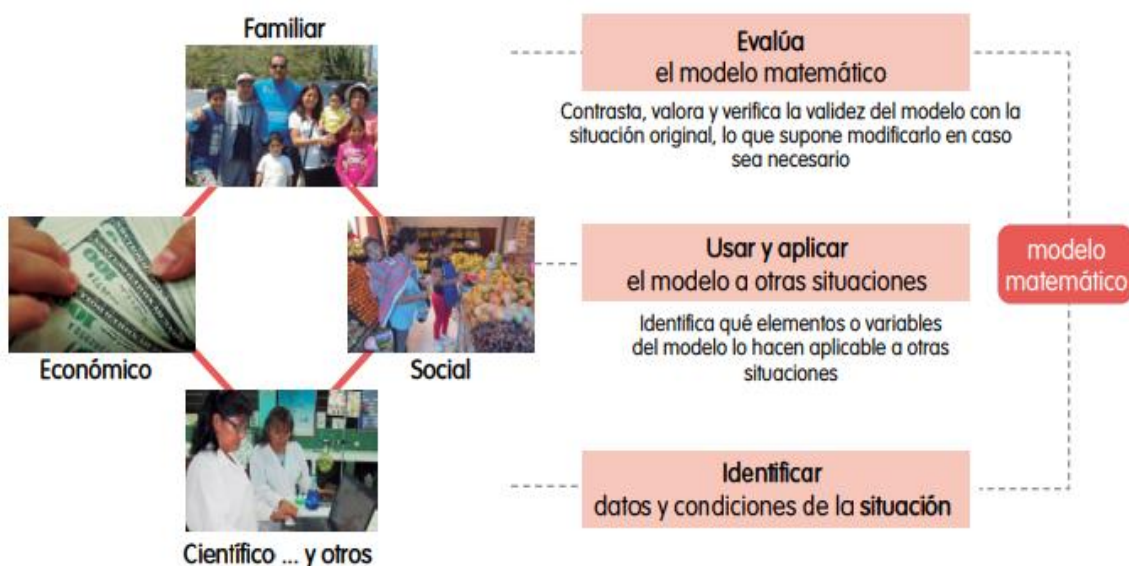 Familiar
Económico
Social
Científico ... y otros
Evalúa
el modelo matemático
Contrasta, valora y verifica la validez del modelo con la
situación original, lo que supone modificarlo en caso
sea necesario
Usar y aplicar
el modelo a otras situaciones
Identifica qué elementos o variables
del modelo lo hacen aplicable a otras
situaciones
Identificar
datos y condiciones de la situación
modelo
matemático